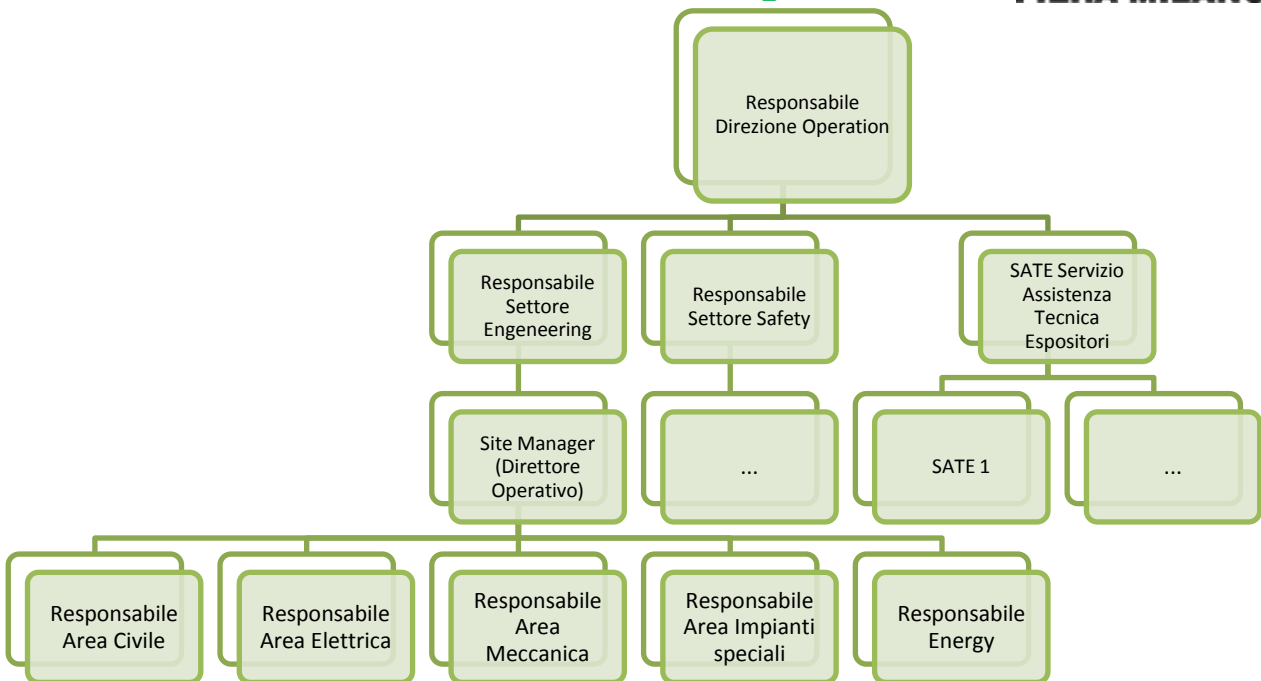 Responsabile
Direzione Operation
Responsabile
Settore
Engeneering
Responsabile
Settore Safety
SATE Servizio
Assistenza
Tecnica
Espositori
Site Manager
(Direttore
Operativo)
...
SATE 1
...
Responsabile
Area Civile
Responsabile
Area Elettrica
Responsabile
Area
Meccanica
Responsabile
Area Impianti
speciali
Responsabile
Energy